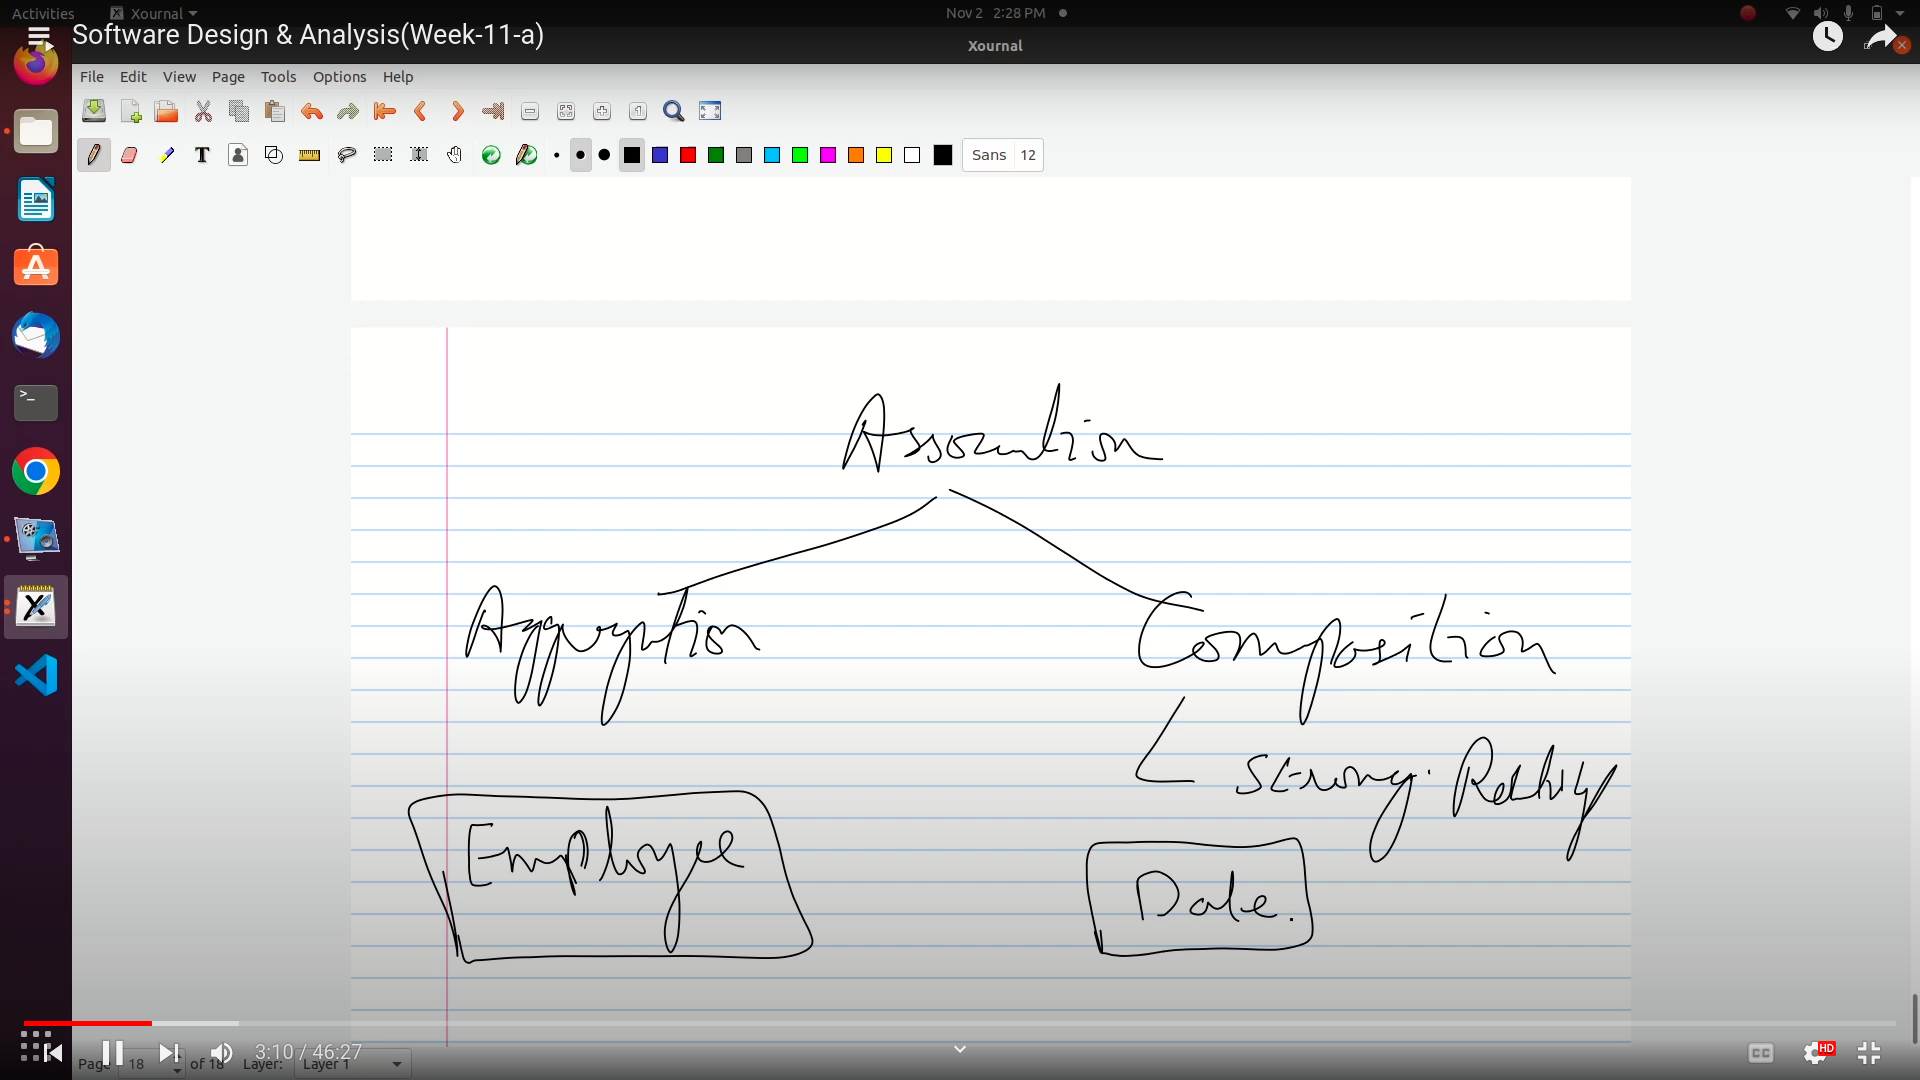 Activities Xournal Nov 2 2:28 PM
Software Design & Analysis(Week-11-a)
Xournal
File Edit View Page Tools Options Help
T Sans 12
Association
Aggregation Composition
Strong.
Employee Date.
3:10 / 46:27 CC HD
Page 18 of 18 Layer: Layer 1